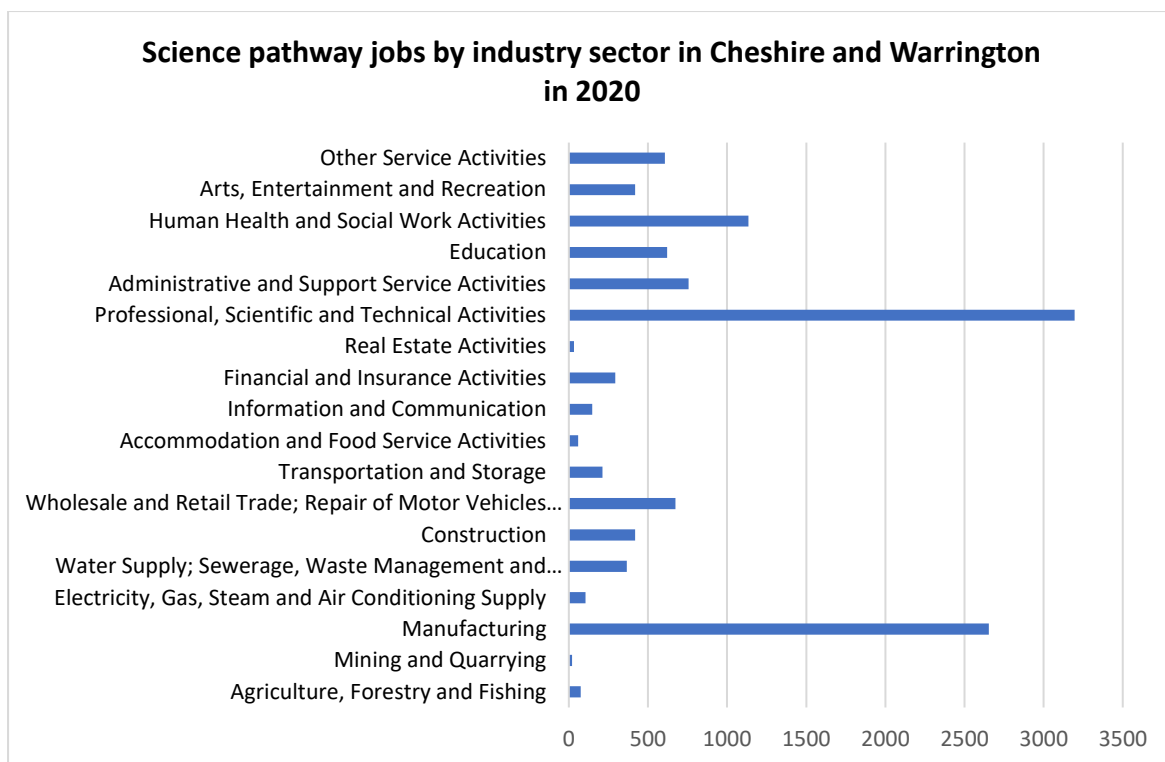 Science pathway jobs by industry sector in Cheshire and Warrington
in 2020
Other Service Activities
Arts, Entertainment and Recreation
Human Health and Social Work Activities
Education
Administrative and Support Service Activities
Professional, Scientific and Technical Activities
Real Estate Activities
Financial and Insurance Activities
Information and Communication
Accommodation and Food Service Activities
Transportation and Storage
Wholesale and Retail Trade; Repair of Motor Vehicles...
Construction
Water Supply; Sewerage, Waste Management and...
Electricity, Gas, Steam and Air Conditioning Supply
Manufacturing
Mining and Quarrying
Agriculture, Forestry and Fishing
0 500 1000 1500 2000 2500 3000 3500